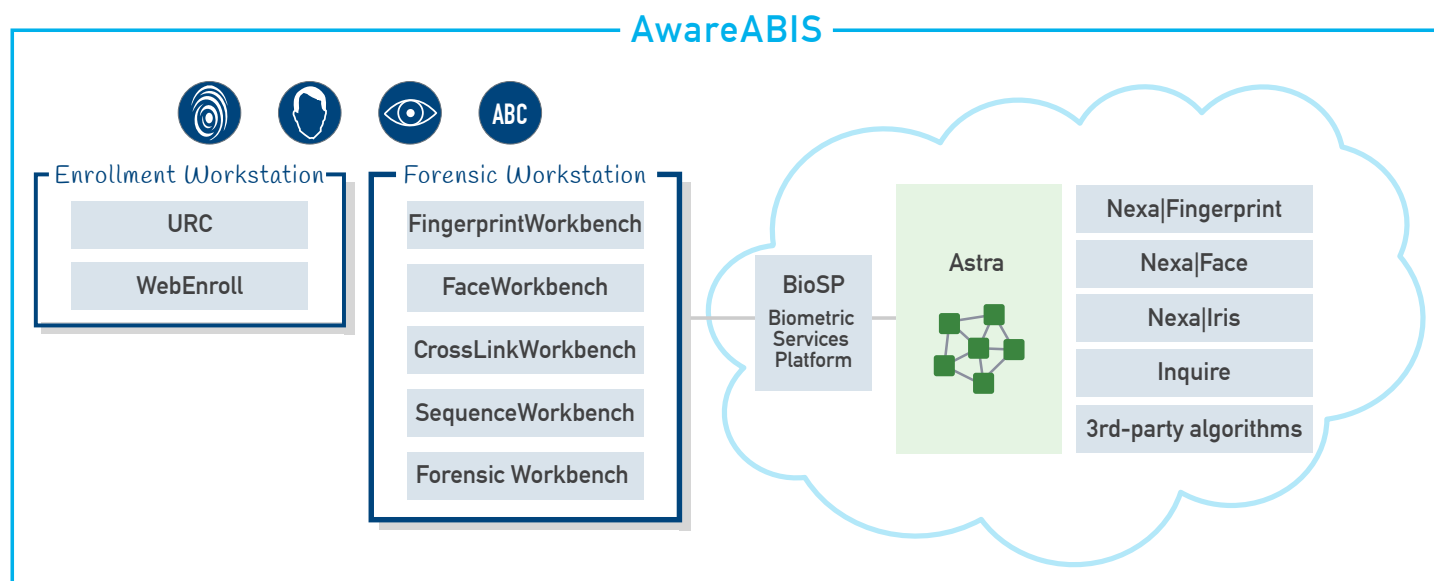 AwareABIS
ABC
Enrollment Workstation
URC
WebEnroll
Forensic Workstation
FingerprintWorkbench
FaceWorkbench
CrossLinkWorkbench
SequenceWorkbench
Forensic Workbench
BioSP
Biometric
Services
Platform
Astra
Nexa|Fingerprint
Nexa|Face
Nexa|Iris
Inquire
3rd-party algorithms